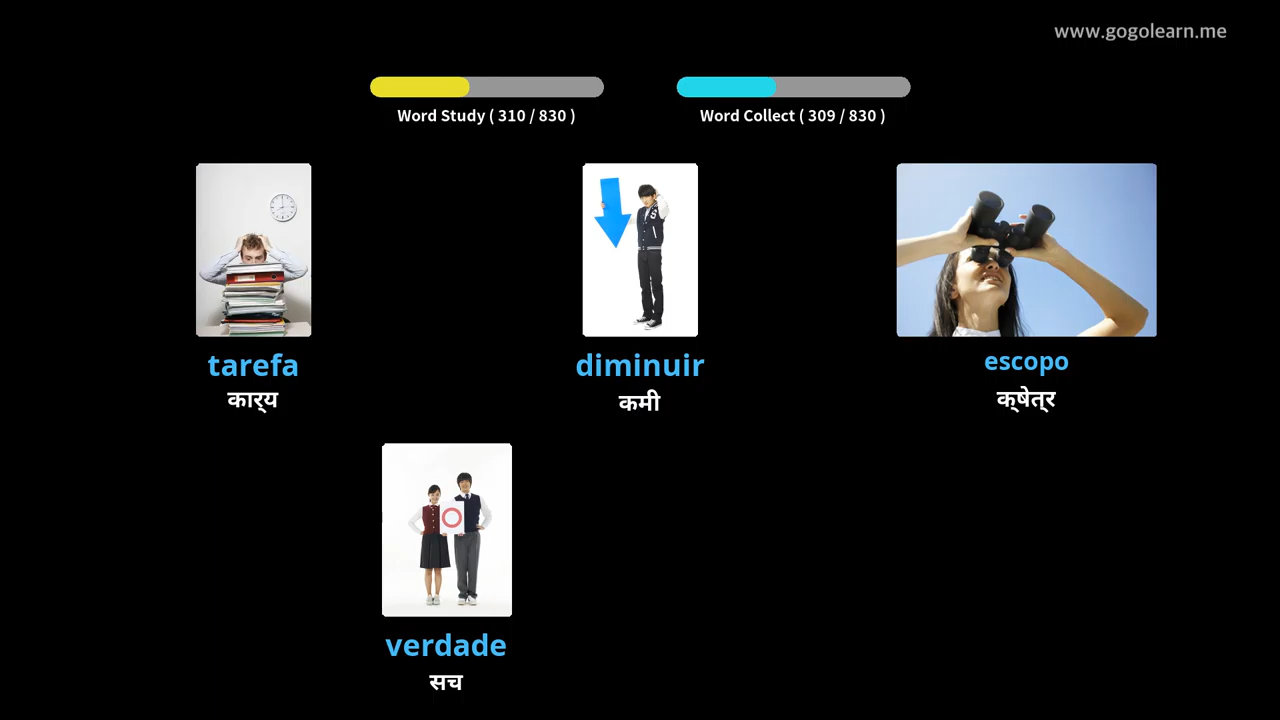 www.gogolearn.me
Word Study ( 310 / 830 )
Word Collect ( 309 / 830 )
tarefa
कार्य
diminuir
कमी
escopo
क्षेत्र
verdade
सच